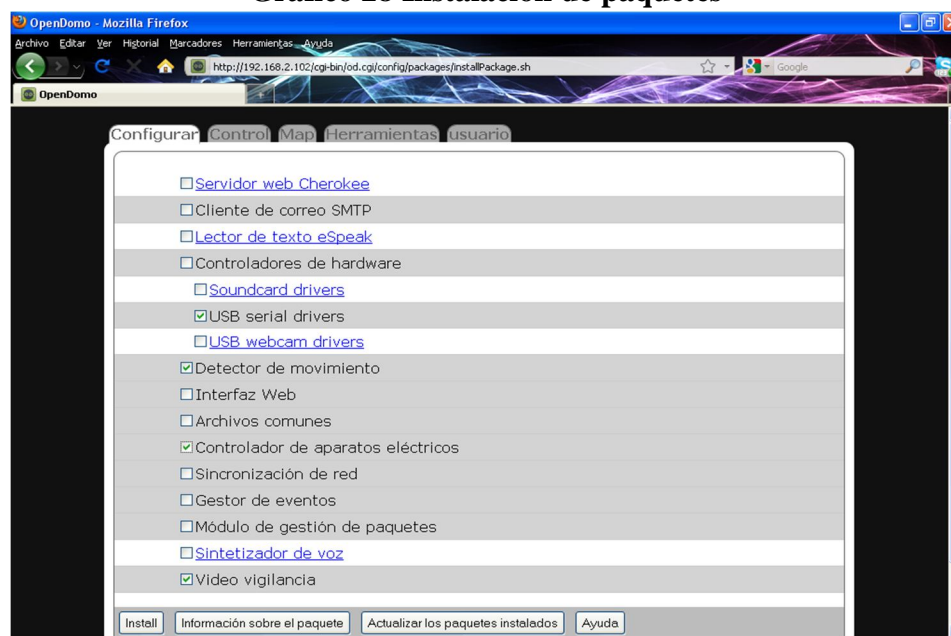 Gráfico 28 Instalación de paquetes
OpenDomo - Mozilla Firefox
Archivo Editar Ver Historial Marcadores Herramientas Ayuda
http://192.168.2.102/cgi-bin/od.cgi/config/packages/installPackage.sh
Google
OpenDomo
Configurar Control Map Herramientas usuario
Servidor web Cherokee
Cliente de correo SMTP
Lector de texto eSpeak
Controladores de hardware
Soundcard drivers
USB serial drivers
USB webcam drivers
Detector de movimiento
Interfaz Web
Archivos comunes
Controlador de aparatos eléctricos
Sincronización de red
Gestor de eventos
Módulo de gestión de paquetes
Sintetizador de voz
Video vigilancia
Install Información sobre el paquete Actualizar los paquetes instalados Ayuda